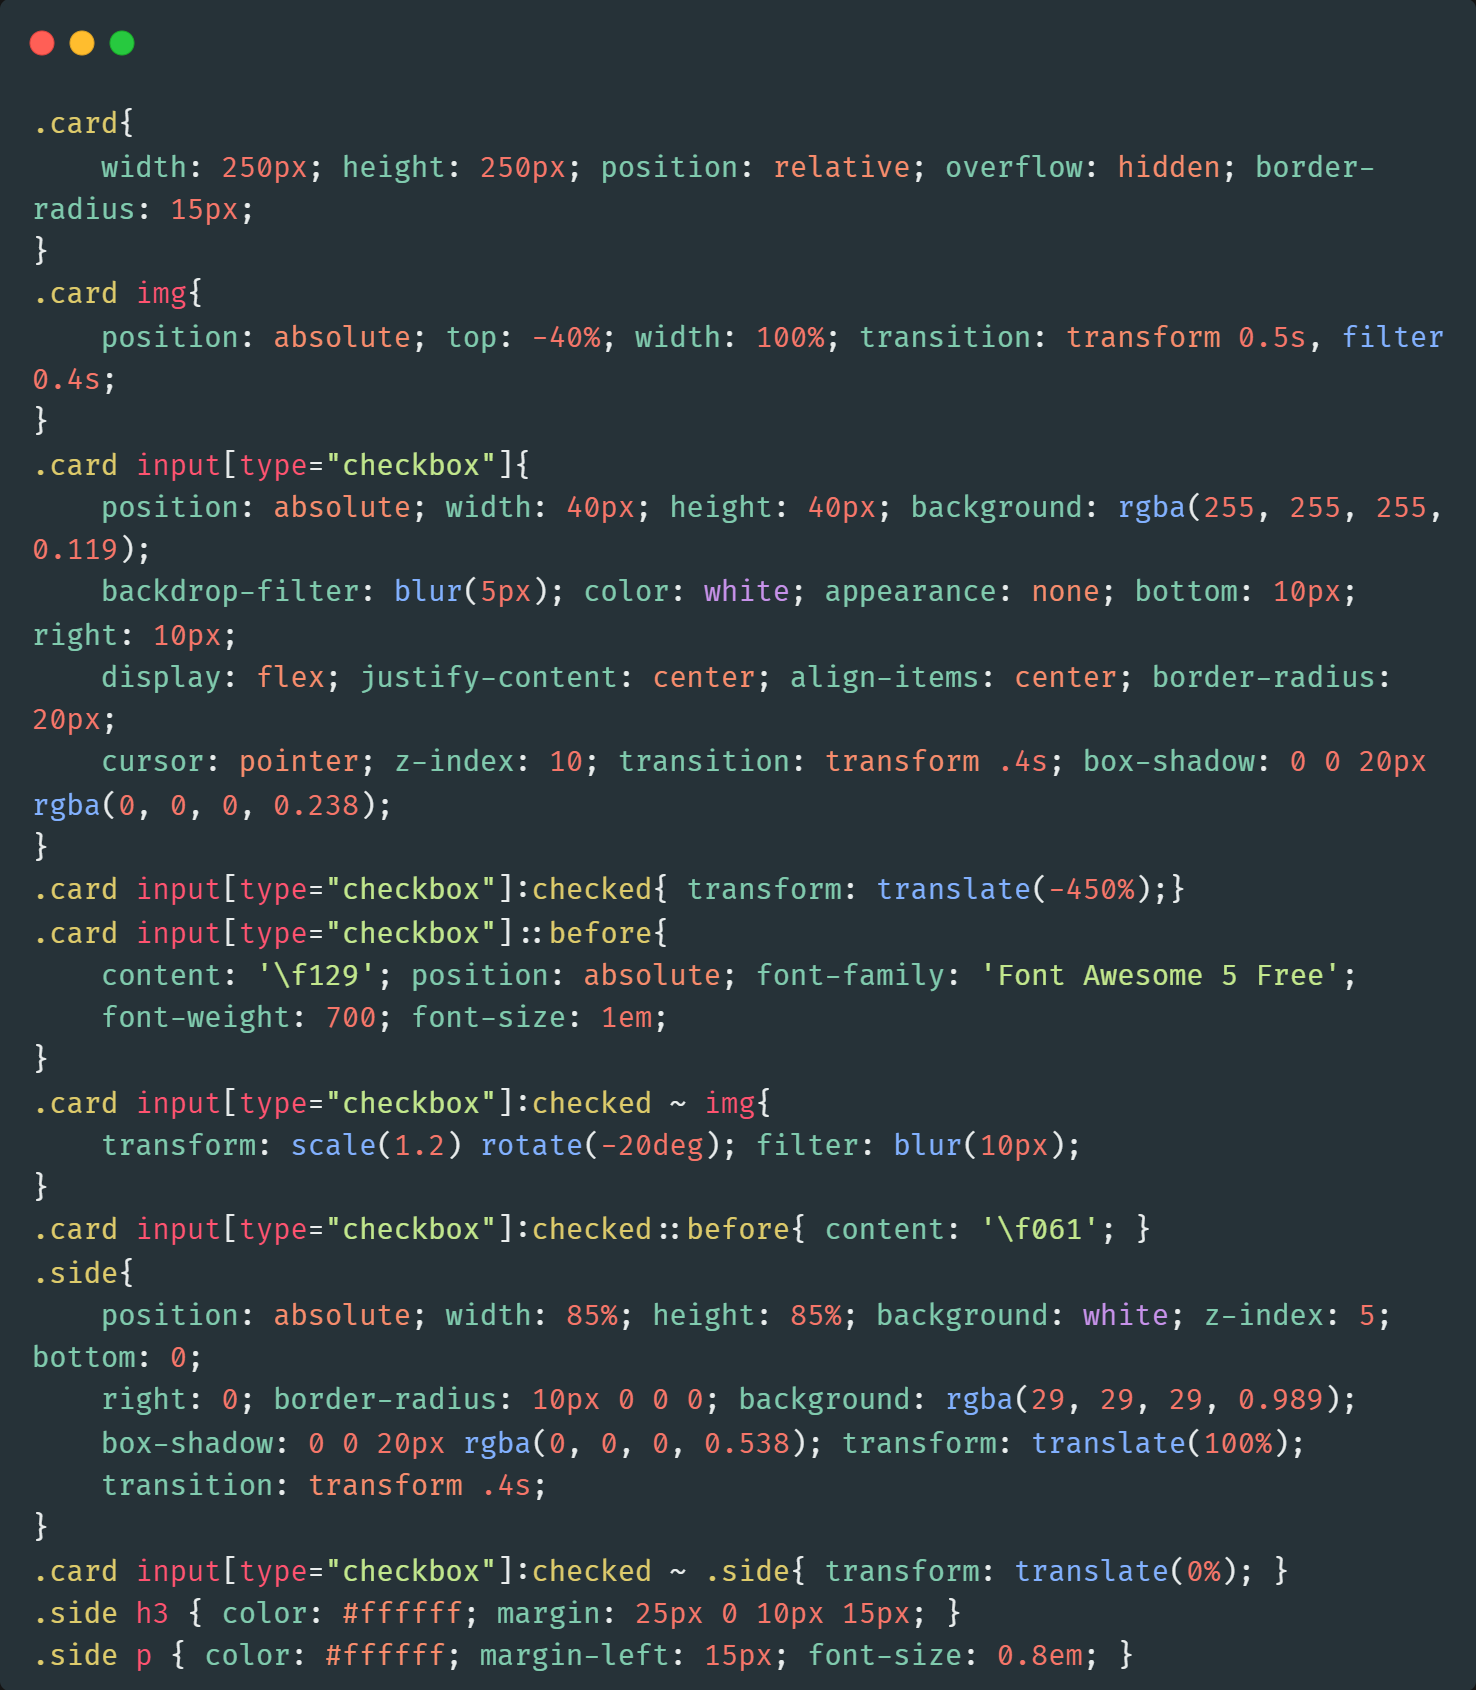 .card{
    width: 250px; height: 250px; position: relative; overflow: hidden; border-
radius: 15px;
}
.card img{
    position: absolute; top: -40%; width: 100%; transition: transform 0.5s, filter
0.4s;
}
.card input[type="checkbox"]{
    position: absolute; width: 40px; height: 40px; background: rgba(255, 255, 255,
0.119);
    backdrop-filter: blur(5px); color: white; appearance: none; bottom: 10px;
right: 10px;
    display: flex; justify-content: center; align-items: center; border-radius:
20px;
    cursor: pointer; z-index: 10; transition: transform .4s; box-shadow: 0 0 20px
rgba(0, 0, 0, 0.238);
}
.card input[type="checkbox"]:checked{ transform: translate(-450%);}
.card input[type="checkbox"]::before{
    content: '\f129'; position: absolute; font-family: 'Font Awesome 5 Free';
    font-weight: 700; font-size: 1em;
}
.card input[type="checkbox"]:checked ~ img{
    transform: scale(1.2) rotate(-20deg); filter: blur(10px);
}
.card input[type="checkbox"]:checked::before{ content: '\f061'; }
.side{
    position: absolute; width: 85%; height: 85%; background: white; z-index: 5;
bottom: 0;
    right: 0; border-radius: 10px 0 0 0; background: rgba(29, 29, 29, 0.989);
    box-shadow: 0 0 20px rgba(0, 0, 0, 0.538); transform: translate(100%);
    transition: transform .4s;
}
.card input[type="checkbox"]:checked ~ .side{ transform: translate(0%); }
.side h3 { color: #ffffff; margin: 25px 0 10px 15px; }
.side p { color: #ffffff; margin-left: 15px; font-size: 0.8em; }